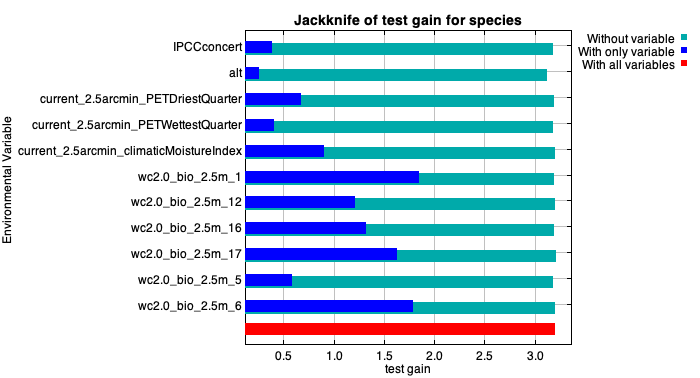 Jackknife of test gain for species
Without variable
With only variable
With all variables
Environmental Variable
IPCCconcert
alt
current_2.5arcmin_PETDriestQuarter
current_2.5arcmin_PETWettestQuarter
current_2.5arcmin_climaticMoistureIndex
wc2.0_bio_2.5m_1
wc2.0_bio_2.5m_12
wc2.0_bio_2.5m_16
wc2.0_bio_2.5m_17
wc2.0_bio_2.5m_5
wc2.0_bio_2.5m_6
0.5 1.0 1.5 2.0 2.5 3.0
test gain